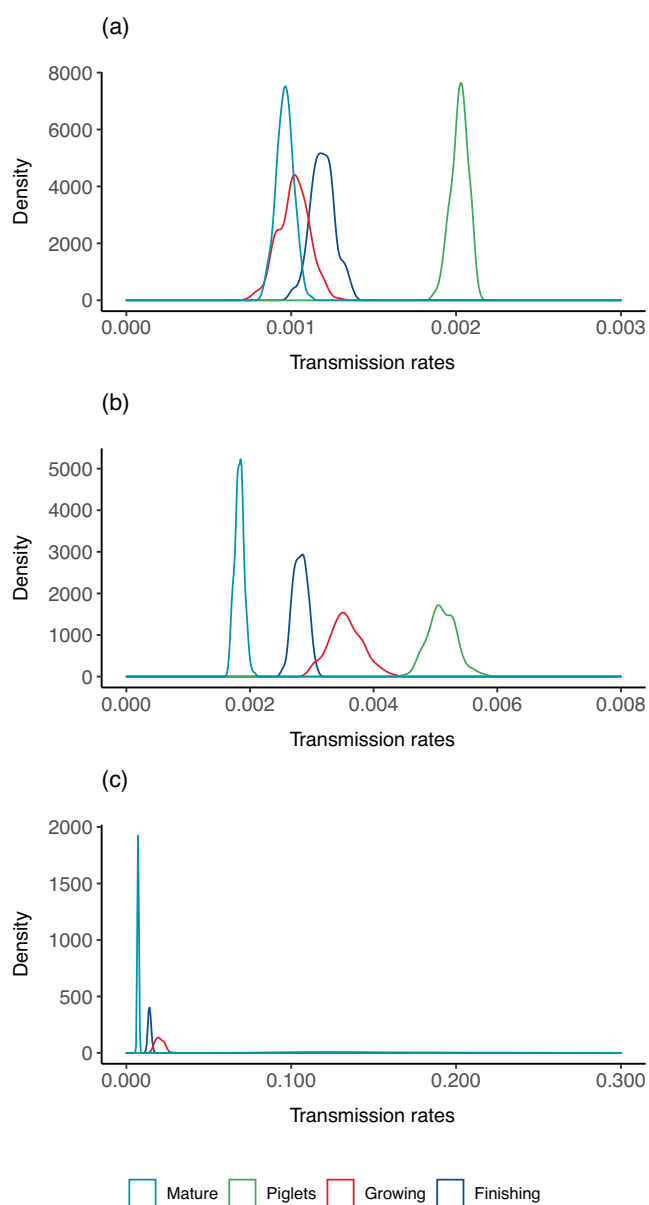 (a)
8000
6000
4000
2000
0
Density
0.000 0.001 0.002 0.003
Transmission rates
(b)
5000
4000
3000
2000
1000
0
Density
0.000 0.002 0.004 0.006 0.008
Transmission rates
(c)
2000
1500
1000
500
0
Density
0.000 0.100 0.200 0.300
Transmission rates
Mature Piglets Growing Finishing